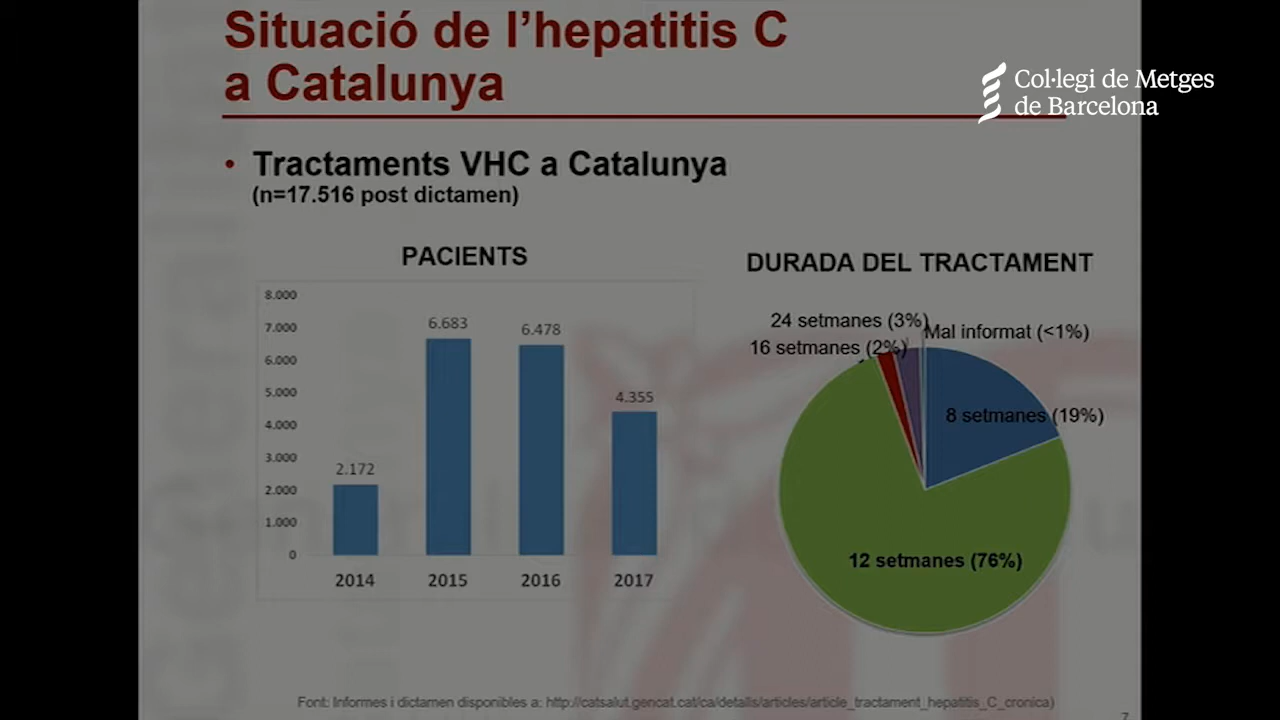 Situació de l'hepatitis C
a Catalunya
Col·legi de Metges
de Barcelona
• Tractaments VHC a Catalunya
(n=17.516 post dictamen)
PACIENTS
8.000
7.000
6.000
5.000
4.000
3.000
2.000
1.000
0
2.172
6.683
6.478
4.355
2014
2015
2016
2017
DURADA DEL TRACTAMENT
24 setmanes (3%)
Mal informat (<1%)
16 setmanes (2%)
8 setmanes (19%)
12 setmanes (76%)
Font: Informes i dictamen disponibles a: http://catsalut.gencat.cat/ca/detalls/articles/article_tractament_hepatitis_C_cronica)
7